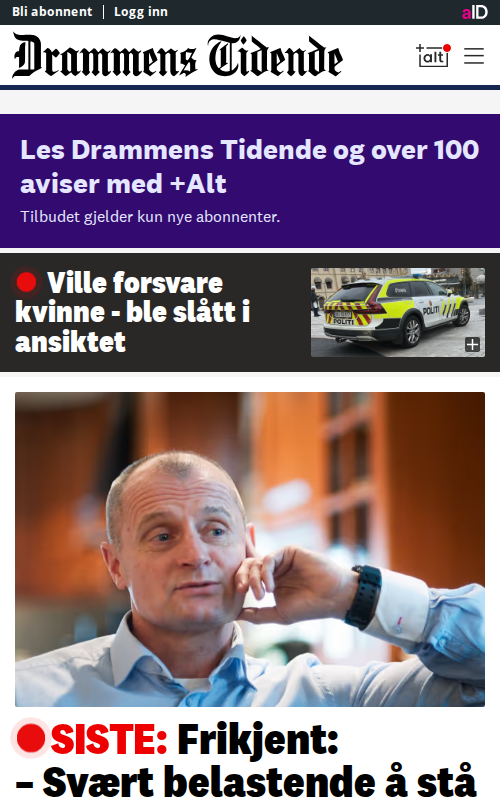 Bli abonnent | Logg inn
aID
Drammens Tidende
+alt
Les Drammens Tidende og over 100
aviser med +Alt
Tilbudet gjelder kun nye abonnenter.
Ville forsvare
kvinne - ble slått i
ansiktet
POLITI
POLITI
SISTE: Frikjent:
– Svært belastende å stå